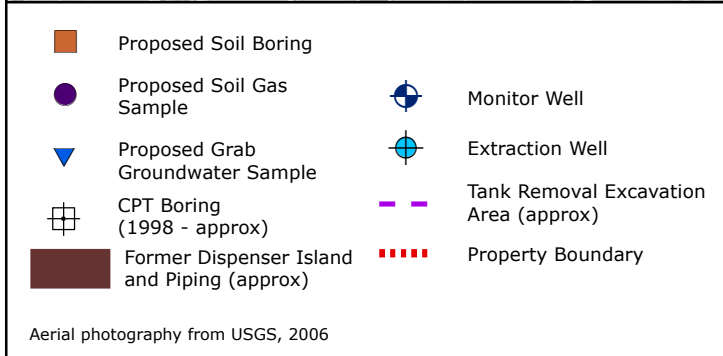 Proposed Soil Boring
Proposed Soil Gas
Sample
Proposed Grab
Groundwater Sample
CPT Boring
(1998 - approx)
Former Dispenser Island
and Piping (approx)
Monitor Well
Extraction Well
Tank Removal Excavation
Area (approx)
Property Boundary
Aerial photography from USGS, 2006